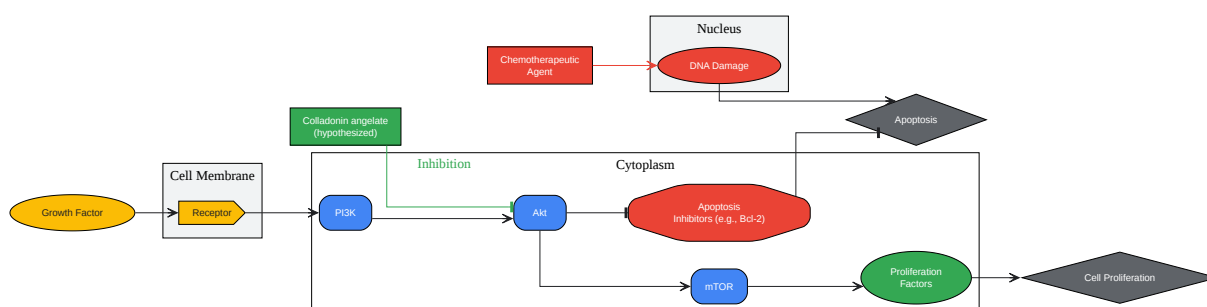 Nucleus
Chemotherapeutic
Agent
DNA Damage
Colladonin angelate
(hypothesized)
Apoptosis
Inhibition
Cytoplasm
Cell Membrane
Growth Factor
Receptor
PI3K
Akt
Apoptosis
Inhibitors (e.g., Bcl-2)
mTOR
Proliferation
Factors
Cell Proliferation